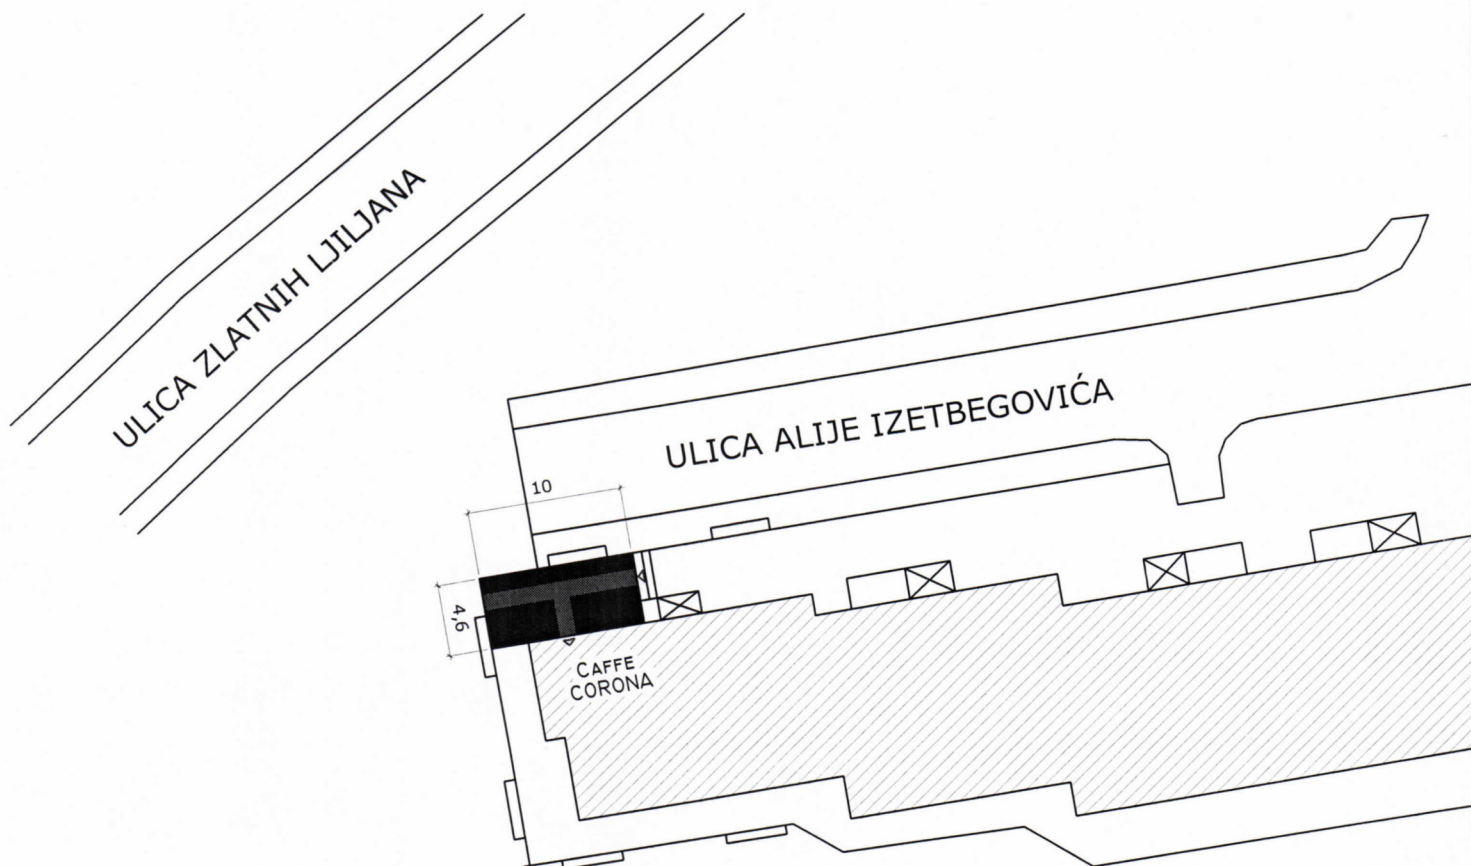 ULICA ZLATNIH LJILJANA
ULICA ALIJE IZETBEGOVIĆA
10
4,6
CAFFE
CORONA